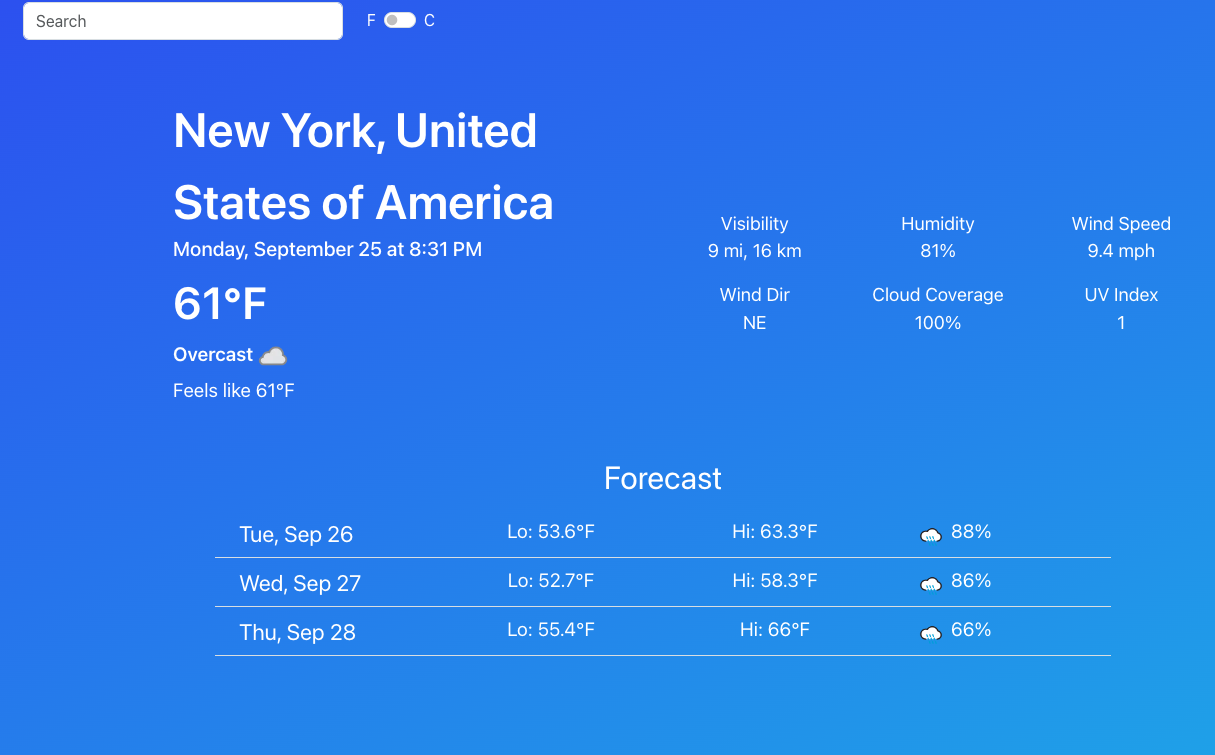 Search
F C
New York, United
States of America
Monday, September 25 at 8:31 PM
61°F
Overcast
Feels like 61°F
Visibility Humidity Wind Speed
9 mi, 16 km 81% 9.4 mph
Wind Dir Cloud Coverage UV Index
NE 100% 1
Forecast
Tue, Sep 26 Lo: 53.6°F Hi: 63.3°F 88%
Wed, Sep 27 Lo: 52.7°F Hi: 58.3°F 86%
Thu, Sep 28 Lo: 55.4°F Hi: 66°F 66%